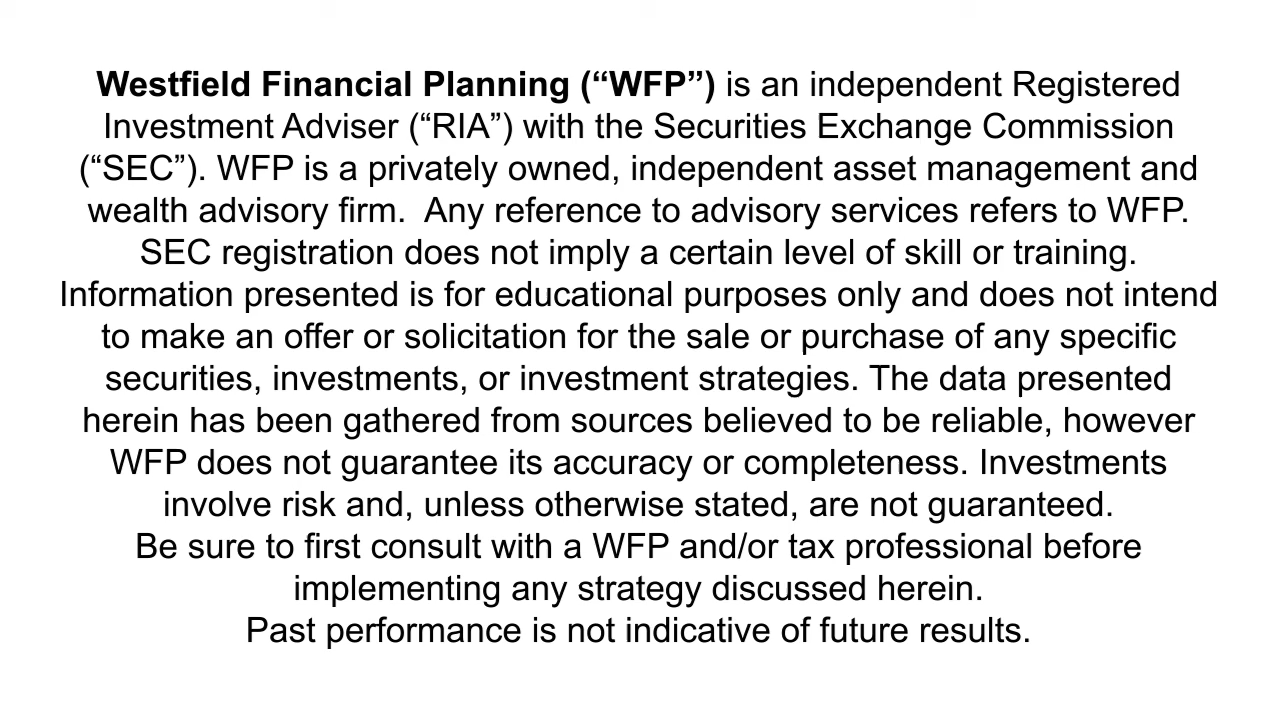 Westfield Financial Planning (“WFP”) is an independent Registered
Investment Adviser (“RIA”) with the Securities Exchange Commission
(“SEC”). WFP is a privately owned, independent asset management and
wealth advisory firm.  Any reference to advisory services refers to WFP.
SEC registration does not imply a certain level of skill or training.
Information presented is for educational purposes only and does not intend
to make an offer or solicitation for the sale or purchase of any specific
securities, investments, or investment strategies. The data presented
herein has been gathered from sources believed to be reliable, however
WFP does not guarantee its accuracy or completeness. Investments
involve risk and, unless otherwise stated, are not guaranteed.
Be sure to first consult with a WFP and/or tax professional before
implementing any strategy discussed herein.
Past performance is not indicative of future results.